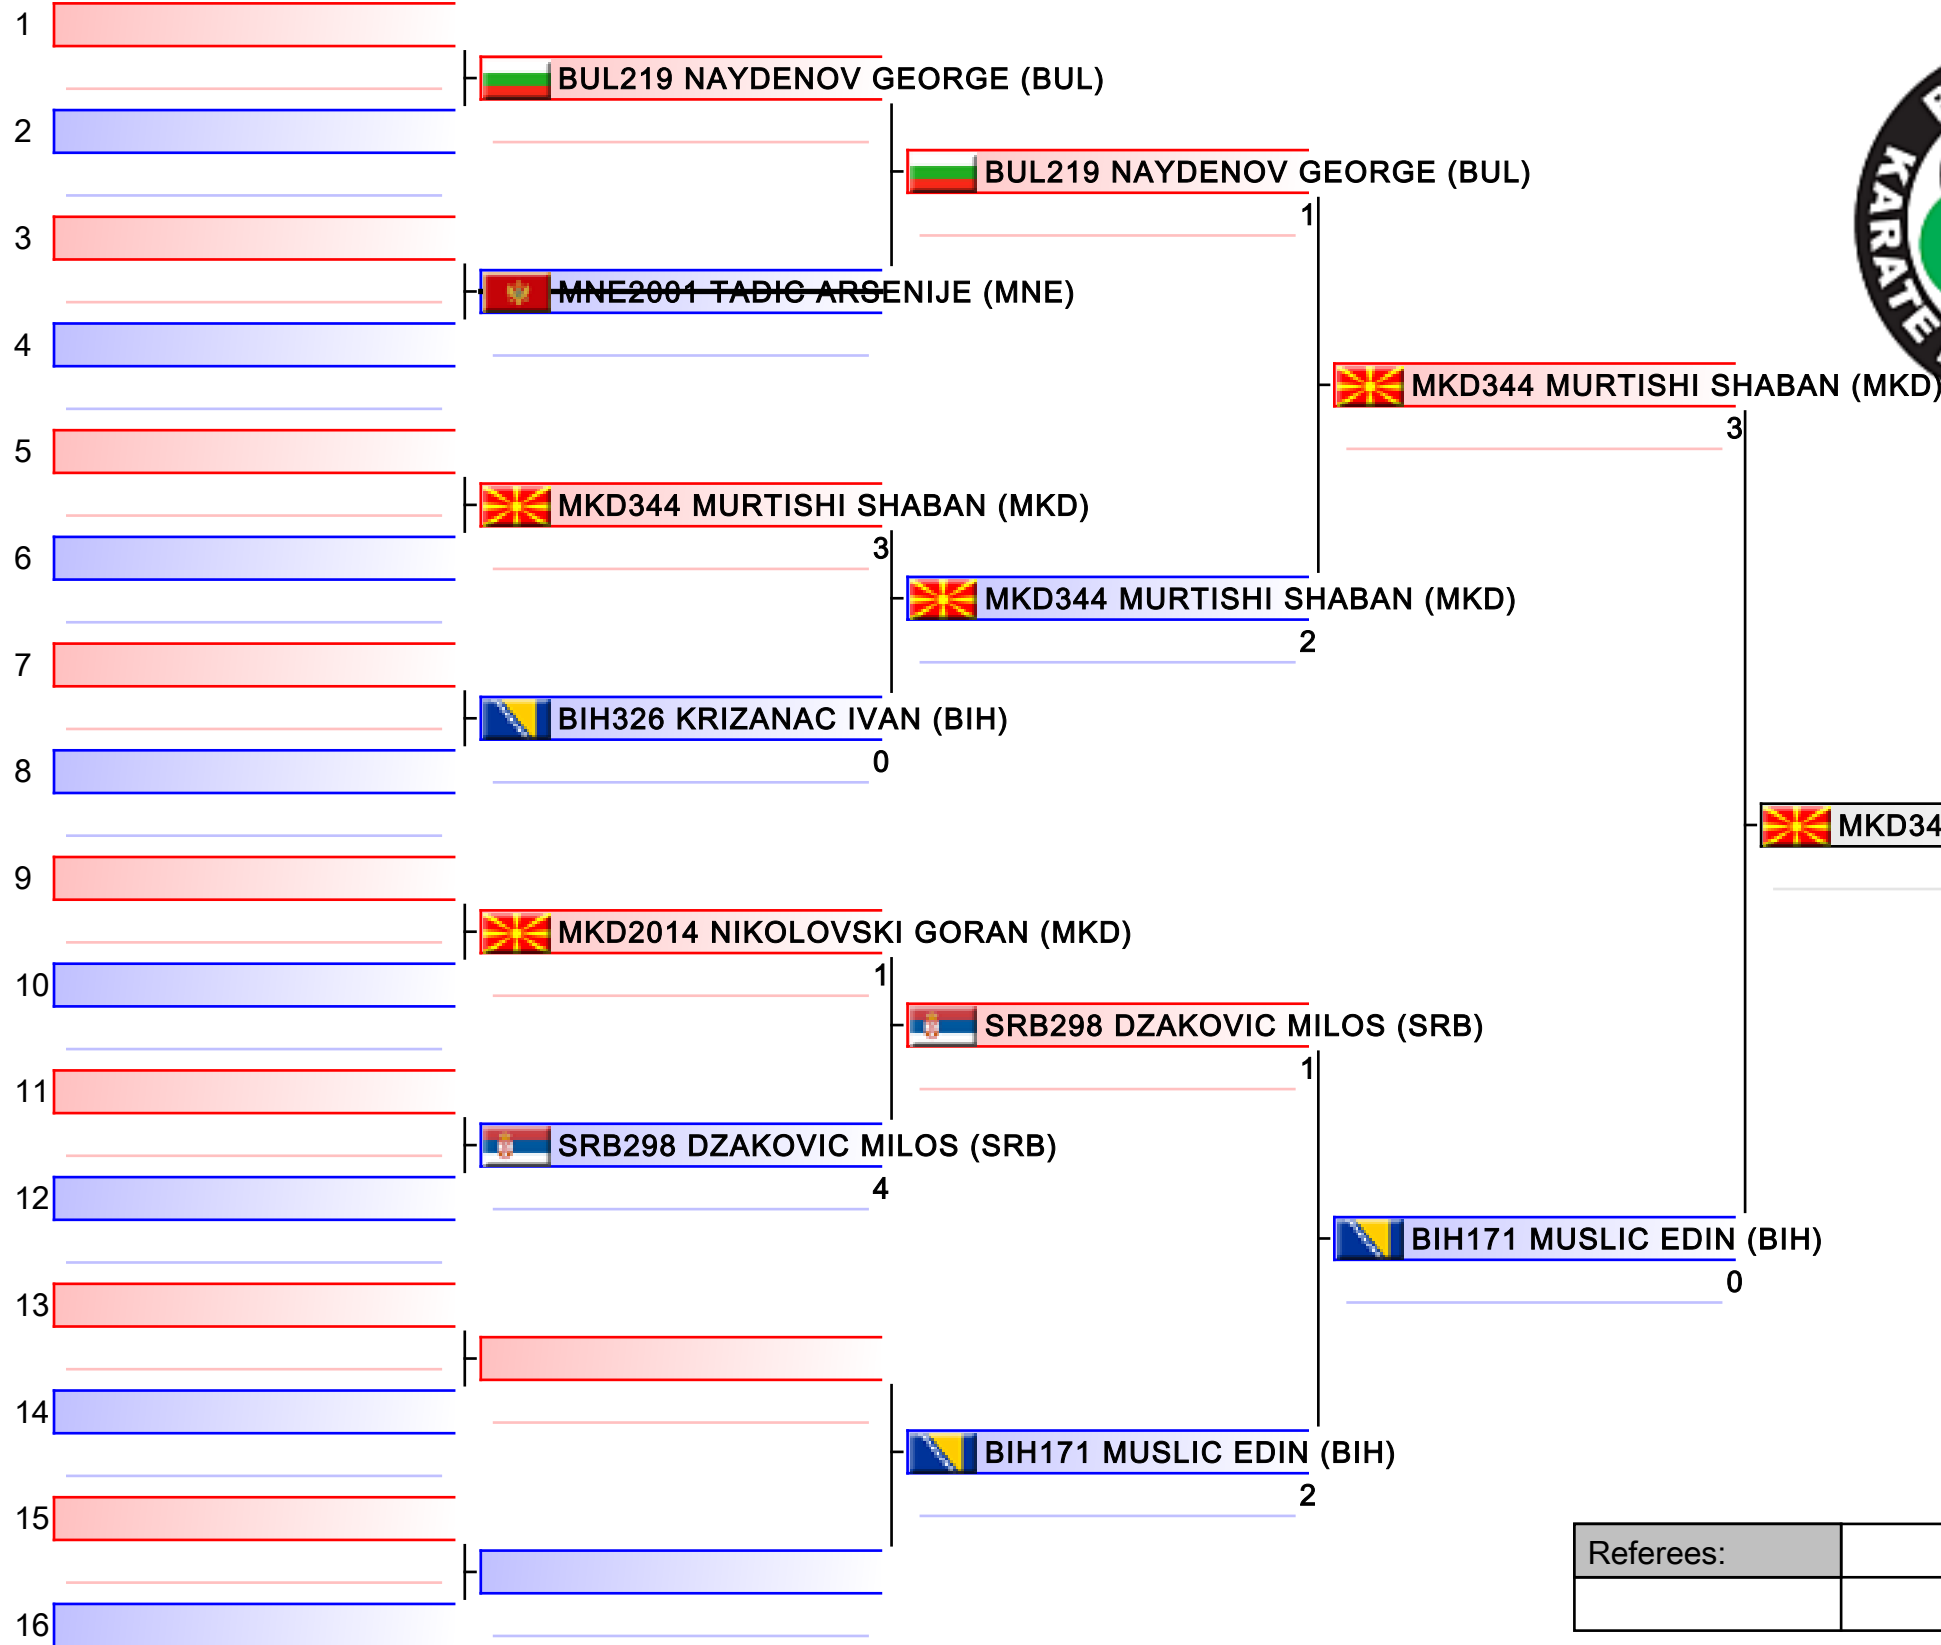 1
BUL219 NAYDENOV GEORGE (BUL)
2
BUL219 NAYDENOV GEORGE (BUL)
1
3
MNE2001 TADIC ARSENIJE (MNE)
4
MKD344 MURTISHI SHABAN (MKD)
3
5
MKD344 MURTISHI SHABAN (MKD)
3
6
MKD344 MURTISHI SHABAN (MKD)
2
7
BIH326 KRIZANAC IVAN (BIH)
0
8
MKD34
9
MKD2014 NIKOLOVSKI GORAN (MKD)
1
10
SRB298 DZAKOVIC MILOS (SRB)
1
11
SRB298 DZAKOVIC MILOS (SRB)
4
12
BIH171 MUSLIC EDIN (BIH)
0
13
14
BIH171 MUSLIC EDIN (BIH)
2
15
16
Referees:
KARATE